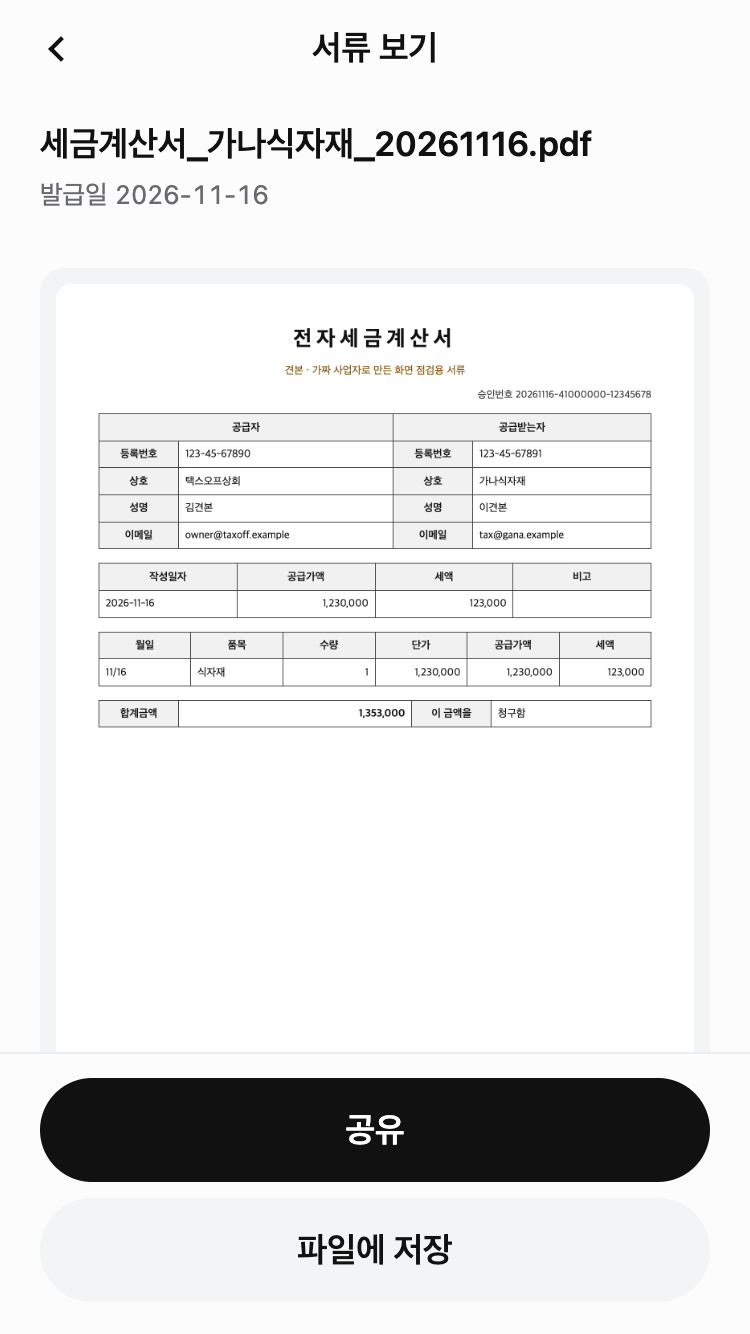 서류 보기
세금계산서_가나식자재_20261116.pdf
발급일 2026-11-16
전자세금계산서
견본 · 가짜 사업자로 만든 화면 점검용 서류
승인번호 20261116-41000000-12345678
공급자 공급받는자
등록번호 123-45-67890 등록번호 123-45-67891
상호 택스오프상회 상호 가나식자재
성명 김견본 성명 이견본
이메일 owner@taxoff.example 이메일 tax@gana.example
작성일자 공급가액 세액 비고
2026-11-16 1,230,000 123,000
월일 품목 수량 단가 공급가액 세액
11/16 식자재 1 1,230,000 1,230,000 123,000
합계금액 1,353,000 이 금액을 청구함
공유
파일에 저장